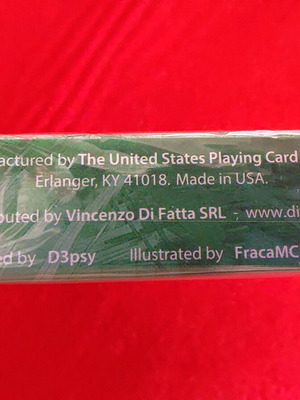 actured by The United States Playing Card
Erlanger, KY 41018. Made in USA.
buted by Vincenzo Di Fatta SRL - www.di
ed by D3psy Illustrated by FracaMC